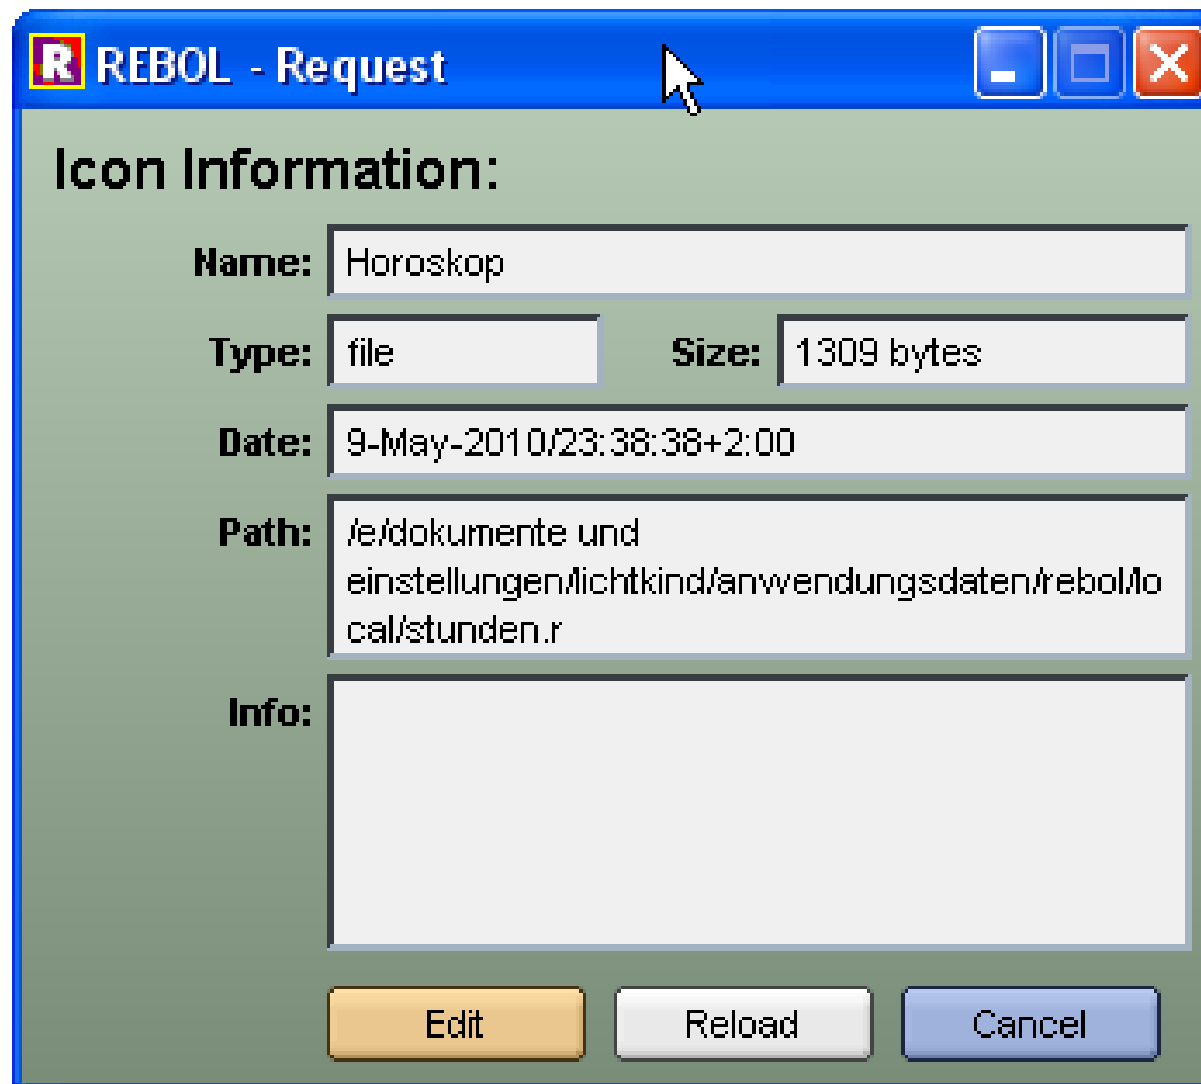 R REBOL - Request
Icon Information:
Name: Horoskop
Type: file Size: 1309 bytes
Date: 9-May-2010/23:38:38+2:00
Path: /e/dokumente und
einstellungen/lichtkind/anwendungsdaten/rebol/lo
cal/stunden.r
Info:
Edit Reload Cancel